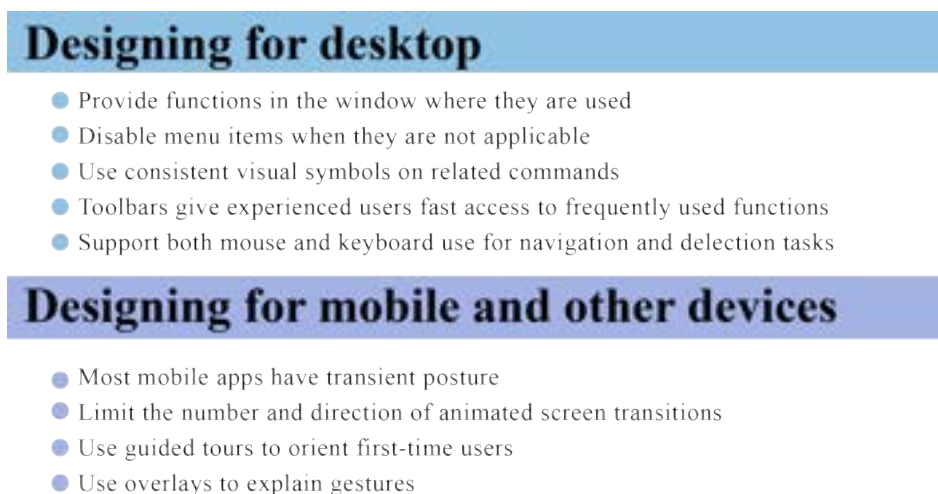 Designing for desktop
Provide functions in the window where they are used
Disable menu items when they are not applicable
Use consistent visual symbols on related commands
Toolbars give experienced users fast access to frequently used functions
Support both mouse and keyboard use for navigation and delection tasks
Designing for mobile and other devices
Most mobile apps have transient posture
Limit the number and direction of animated screen transitions
Use guided tours to orient first-time users
Use overlays to explain gestures